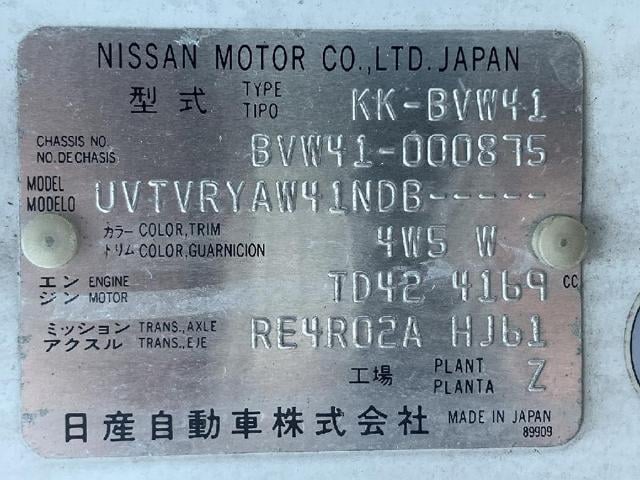 NISSAN MOTOR CO.,LTD. JAPAN
型式 TYPE TIPO KK-BVW41
CHASSIS NO. NO.DE CHASIS BVW41-000875
MODEL MODELO UVTVRYAW41NDB-----
カラー COLOR,TRIM トリム COLOR,GUARNICION 4W5 W
エンジン ENGINE MOTOR TD42 4169 CC
ミッション TRANS.,AXLE アクスル TRANS.,EJE RE4R02A HJ61
工場 PLANT PLANTA Z
日産自動車株式会社 MADE IN JAPAN
89909